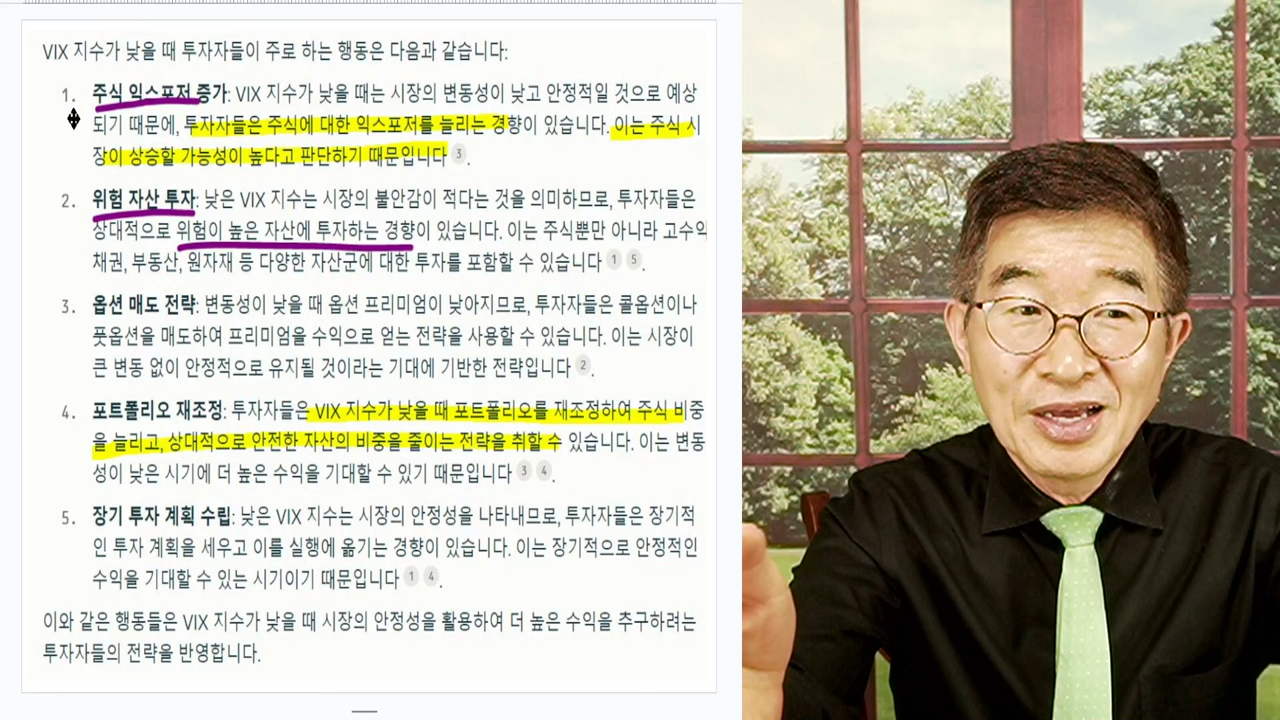 VIX 지수가 낮을 때 투자자들이 주로 하는 행동은 다음과 같습니다:
1. 주식 익스포저 증가: VIX 지수가 낮을 때는 시장의 변동성이 낮고 안정적일 것으로 예상
되기 때문에, 투자자들은 주식에 대한 익스포저를 늘리는 경향이 있습니다. 이는 주식 시
장이 상승할 가능성이 높다고 판단하기 때문입니다 3 .
2. 위험 자산 투자: 낮은 VIX 지수는 시장의 불안감이 적다는 것을 의미하므로, 투자자들은
상대적으로 위험이 높은 자산에 투자하는 경향이 있습니다. 이는 주식뿐만 아니라 고수익
채권, 부동산, 원자재 등 다양한 자산군에 대한 투자를 포함할 수 있습니다 1 5 .
3. 옵션 매도 전략: 변동성이 낮을 때 옵션 프리미엄이 낮아지므로, 투자자들은 콜옵션이나
풋옵션을 매도하여 프리미엄을 수익으로 얻는 전략을 사용할 수 있습니다. 이는 시장이
큰 변동 없이 안정적으로 유지될 것이라는 기대에 기반한 전략입니다 2 .
4. 포트폴리오 재조정: 투자자들은 VIX 지수가 낮을 때 포트폴리오를 재조정하여 주식 비중
을 늘리고, 상대적으로 안전한 자산의 비중을 줄이는 전략을 취할 수 있습니다. 이는 변동
성이 낮은 시기에 더 높은 수익을 기대할 수 있기 때문입니다 3 4 .
5. 장기 투자 계획 수립: 낮은 VIX 지수는 시장의 안정성을 나타내므로, 투자자들은 장기적
인 투자 계획을 세우고 이를 실행에 옮기는 경향이 있습니다. 이는 장기적으로 안정적인
수익을 기대할 수 있는 시기이기 때문입니다 1 4 .
이와 같은 행동들은 VIX 지수가 낮을 때 시장의 안정성을 활용하여 더 높은 수익을 추구하려는
투자자들의 전략을 반영합니다.